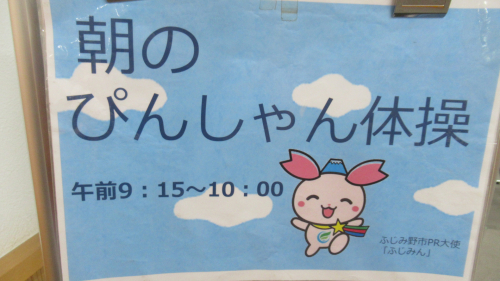 朝の
ぴんしゃん体操
午前9:15～10:00
ふじみ野市PR大使
「ふじみん」